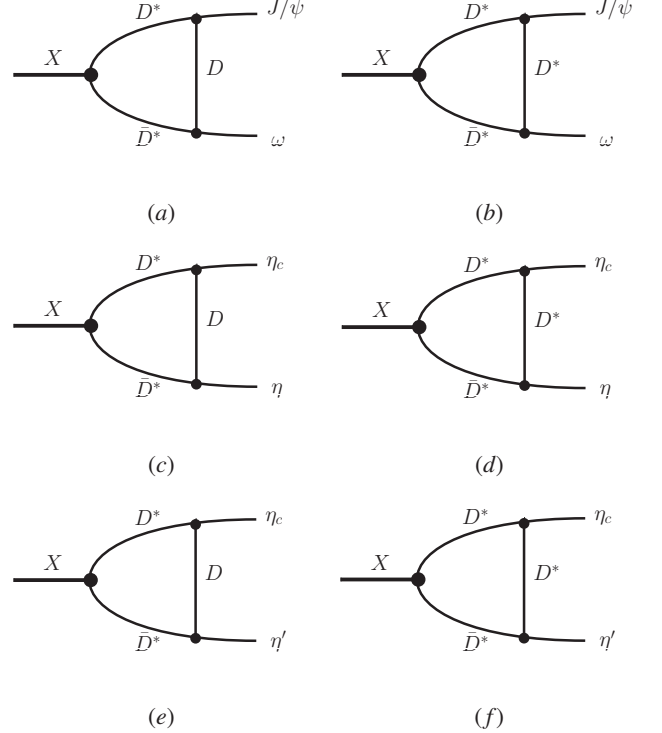 D* J/ψ
X D
D̄* ω
(a)
D* J/ψ
X D*
D̄* ω
(b)
D* η_c
X D
D̄* η
(c)
D* η_c
X D*
D̄* η
(d)
D* η_c
X D
D̄* η′
(e)
D* η_c
X D*
D̄* η′
(f)